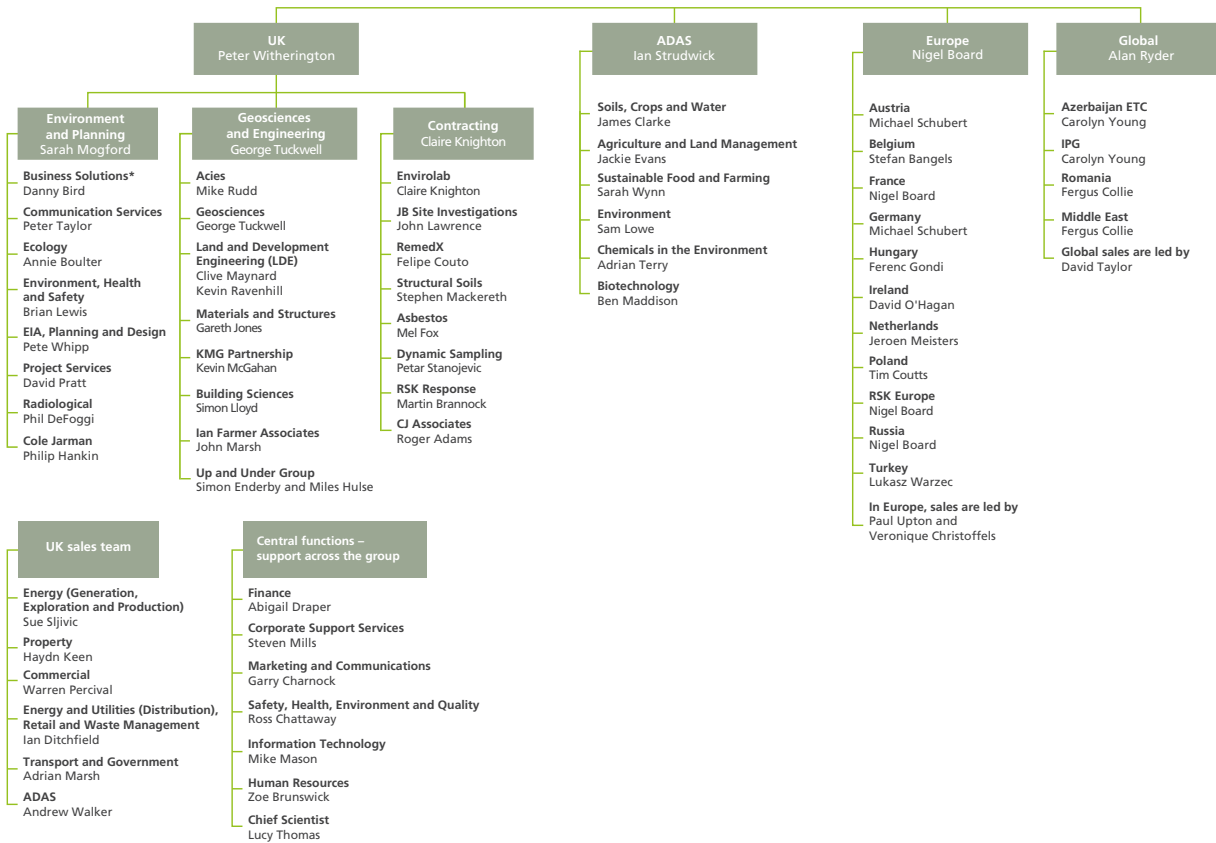 UK
Peter Witherington
ADAS
Ian Strudwick
Europe
Nigel Board
Global
Alan Ryder
Environment
and Planning
Sarah Mogford
Business Solutions*
Danny Bird
Communication Services
Peter Taylor
Ecology
Annie Boulter
Environment, Health
and Safety
Brian Lewis
EIA, Planning and Design
Pete Whipp
Project Services
David Pratt
Radiological
Phil DeFoggi
Cole Jarman
Philip Hankin
Geosciences
and Engineering
George Tuckwell
Acies
Mike Rudd
Geosciences
George Tuckwell
Land and Development
Engineering (LDE)
Clive Maynard
Kevin Ravenhill
Materials and Structures
Gareth Jones
KMG Partnership
Kevin McGahan
Building Sciences
Simon Lloyd
Ian Farmer Associates
John Marsh
Up and Under Group
Simon Enderby and Miles Hulse
Contracting
Claire Knighton
Envirolab
Claire Knighton
JB Site Investigations
John Lawrence
RemedX
Felipe Couto
Structural Soils
Stephen Mackereth
Asbestos
Mel Fox
Dynamic Sampling
Petar Stanojevic
RSK Response
Martin Brannock
CJ Associates
Roger Adams
Soils, Crops and Water
James Clarke
Agriculture and Land Management
Jackie Evans
Sustainable Food and Farming
Sarah Wynn
Environment
Sam Lowe
Chemicals in the Environment
Adrian Terry
Biotechnology
Ben Maddison
Austria
Michael Schubert
Belgium
Stefan Bangels
France
Nigel Board
Germany
Michael Schubert
Hungary
Ferenc Gondi
Ireland
David O'Hagan
Netherlands
Jeroen Meisters
Poland
Tim Coutts
RSK Europe
Nigel Board
Russia
Nigel Board
Turkey
Lukasz Warzec
In Europe, sales are led by
Paul Upton and
Veronique Christoffels
Azerbaijan ETC
Carolyn Young
IPG
Carolyn Young
Romania
Fergus Collie
Middle East
Fergus Collie
Global sales are led by
David Taylor
UK sales team
Energy (Generation,
Exploration and Production)
Sue Sljivic
Property
Haydn Keen
Commercial
Warren Percival
Energy and Utilities (Distribution),
Retail and Waste Management
Ian Ditchfield
Transport and Government
Adrian Marsh
ADAS
Andrew Walker
Central functions –
support across the group
Finance
Abigail Draper
Corporate Support Services
Steven Mills
Marketing and Communications
Garry Charnock
Safety, Health, Environment and Quality
Ross Chattaway
Information Technology
Mike Mason
Human Resources
Zoe Brunswick
Chief Scientist
Lucy Thomas